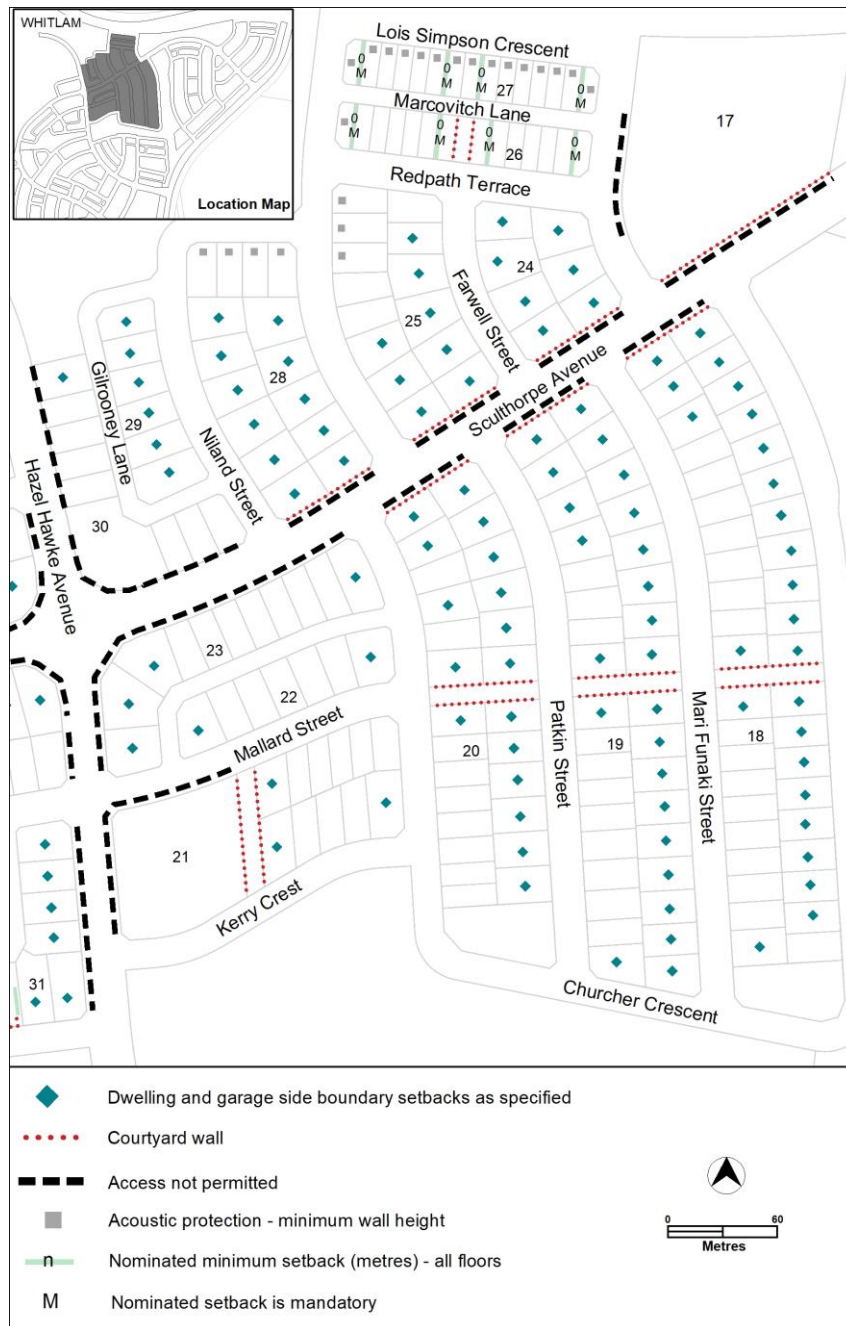 WHITLAM
Location Map
Lois Simpson Crescent
0 M
0 M
0 M
0 M
27
Marcovitch Lane
17
0 M
0 M
0 M
0 M
26
Redpath Terrace
24
Farwell Street
25
28
Sculthorpe Avenue
Gilrooney Lane
29
Niland Street
Hazel Hawke Avenue
30
23
22
Mallard Street
20
Patkin Street
19
Mari Funaki Street
18
21
Kerry Crest
31
Churcher Crescent
Dwelling and garage side boundary setbacks as specified
Courtyard wall
Access not permitted
Acoustic protection - minimum wall height
n Nominated minimum setback (metres) - all floors
M Nominated setback is mandatory
0 60
Metres